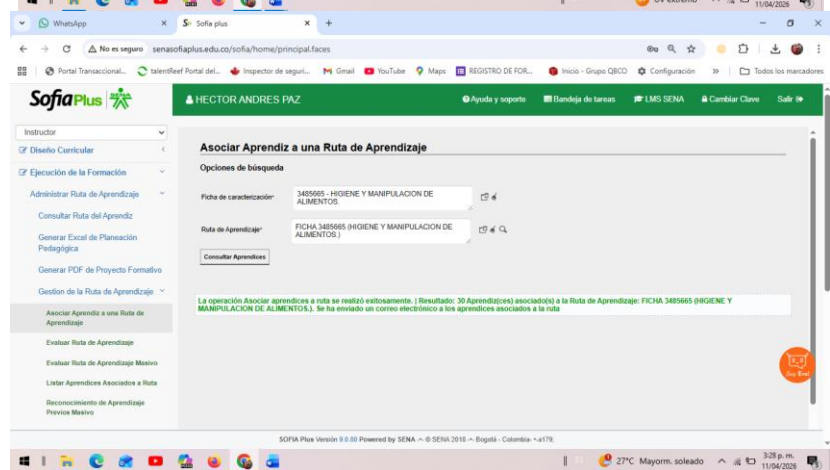 UV extremo
11/04/2026
WhatsApp
Sofia plus
No es seguro
senasofiaplus.edu.co/sofia/home/principal.faces
Portal Transaccional...
talentReef Portal del...
Inspector de seguri...
Gmail
YouTube
Maps
REGISTRO DE FOR...
Inicio - Grupo QBCO
Configuración
Todos los marcadores
SofiaPlus
HECTOR ANDRES PAZ
Ayuda y soporte
Bandeja de tareas
LMS SENA
Cambiar Clave
Salir
Instructor
Diseño Curricular
Ejecución de la Formación
Administrar Ruta de Aprendizaje
Consultar Ruta del Aprendiz
Generar Excel de Planeación
Pedagógica
Generar PDF de Proyecto Formativo
Gestion de la Ruta de Aprendizaje
Asociar Aprendiz a una Ruta de
Aprendizaje
Evaluar Ruta de Aprendizaje
Evaluar Ruta de Aprendizaje Masivo
Listar Aprendices Asociados a Ruta
Reconocimiento de Aprendizaje
Previos Masivo
Asociar Aprendiz a una Ruta de Aprendizaje
Opciones de búsqueda
Ficha de caracterización*
3485665 - HIGIENE Y MANIPULACION DE
ALIMENTOS.
Ruta de Aprendizaje*
FICHA 3485665 (HIGIENE Y MANIPULACION DE
ALIMENTOS.)
Consultar Aprendices
La operación Asociar aprendices a ruta se realizó exitosamente. | Resultado: 30 Aprendiz(ces) asociado(s) a la Ruta de Aprendizaje: FICHA 3485665 (HIGIENE Y
MANIPULACION DE ALIMENTOS.). Se ha enviado un correo electrónico a los aprendices asociados a la ruta
SOFIA Plus Versión 9.0.00 Powered by SENA
© SENA 2018
Bogotá - Colombia
27°C Mayorm. soleado
3:28 p. m.
11/04/2026